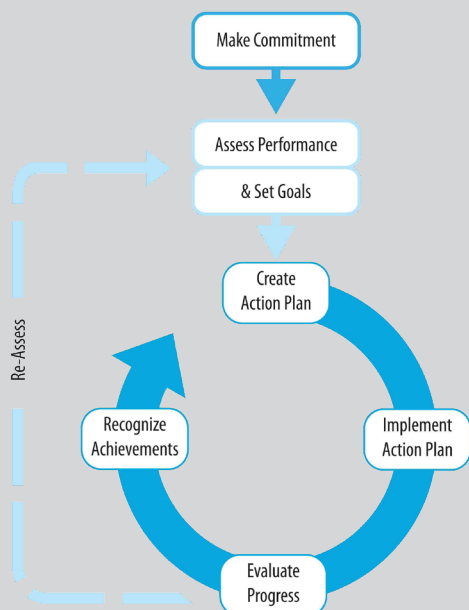 Make Commitment
Assess Performance
& Set Goals
Create
Action Plan
Re-Assess
Recognize
Achievements
Implement
Action Plan
Evaluate
Progress